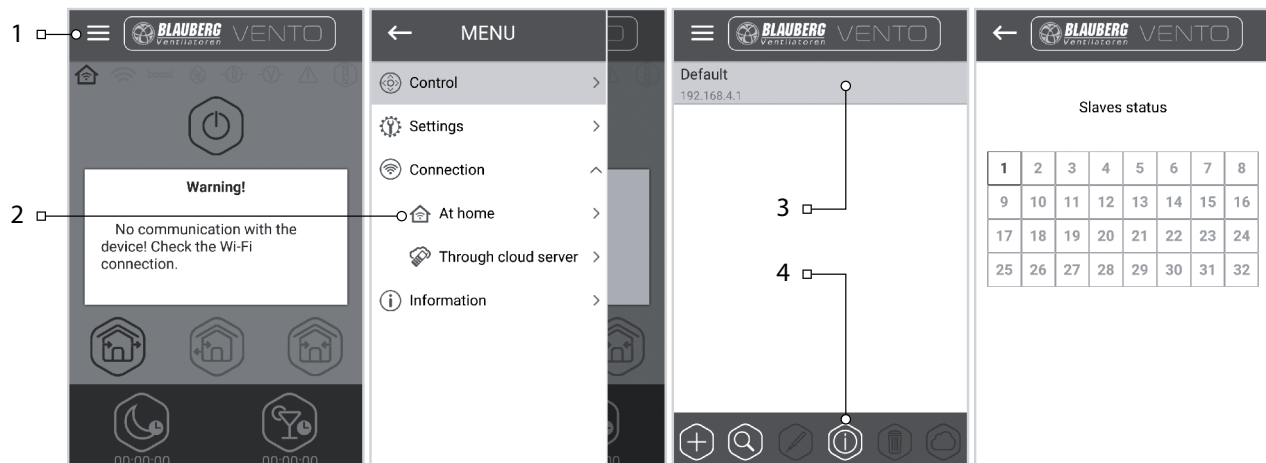 1
BLAUBERG VENTO
Ventilatoren
boost
Warning!
No communication with the
device! Check the Wi-Fi
connection.
00:00:00 00:00:00
2
MENU
Control
Settings
Connection
At home
Through cloud server
Information
BLAUBERG VENTO
Ventilatoren
Default
192.168.4.1
3
4
BLAUBERG VENTO
Ventilatoren
Slaves status
1 2 3 4 5 6 7 8
9 10 11 12 13 14 15 16
17 18 19 20 21 22 23 24
25 26 27 28 29 30 31 32